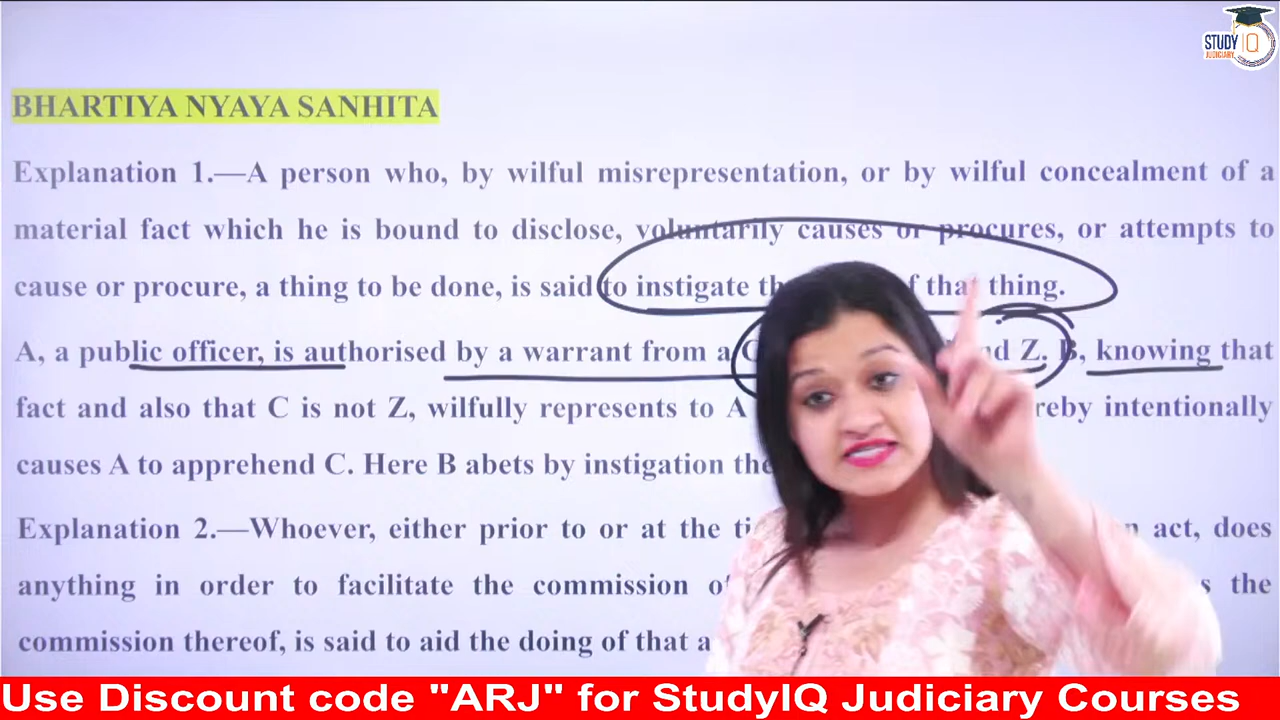 STUDY IQ
JUDICIARY
BHARTIYA NYAYA SANHITA
Explanation 1.—A person who, by wilful misrepresentation, or by wilful concealment of a
material fact which he is bound to disclose, voluntarily causes or procures, or attempts to
cause or procure, a thing to be done, is said to instigate that thing.
A, a public officer, is authorised by a warrant from a Z. B, knowing that
fact and also that C is not Z, wilfully represents to A intentionally
causes A to apprehend C. Here B abets by instigation
Explanation 2.—Whoever, either prior to or at the act, does
anything in order to facilitate the commission the
commission thereof, is said to aid the doing of that
Use Discount code "ARJ" for StudyIQ Judiciary Courses